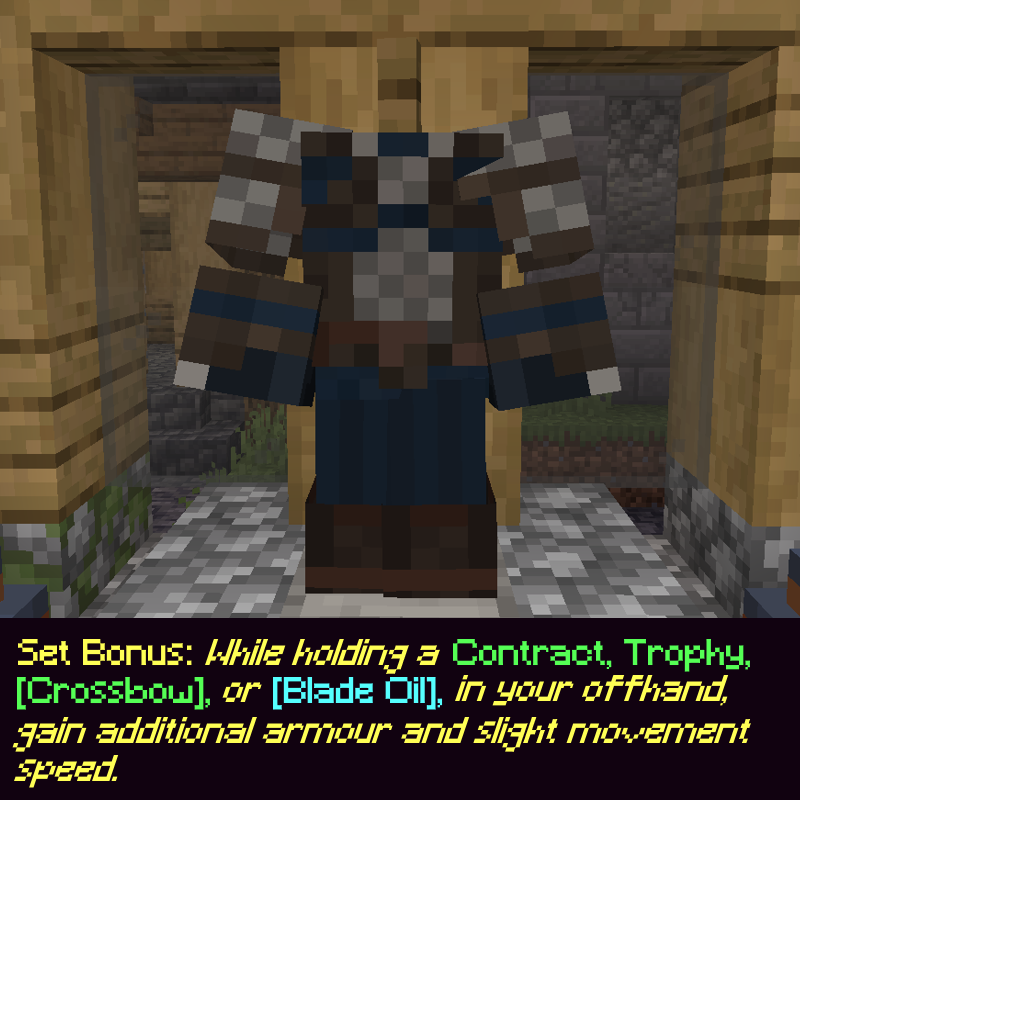 Set Bonus: While holding a Contract, Trophy,
[Crossbow], or [Blade Oil], in your offhand,
gain additional armour and slight movement
speed.